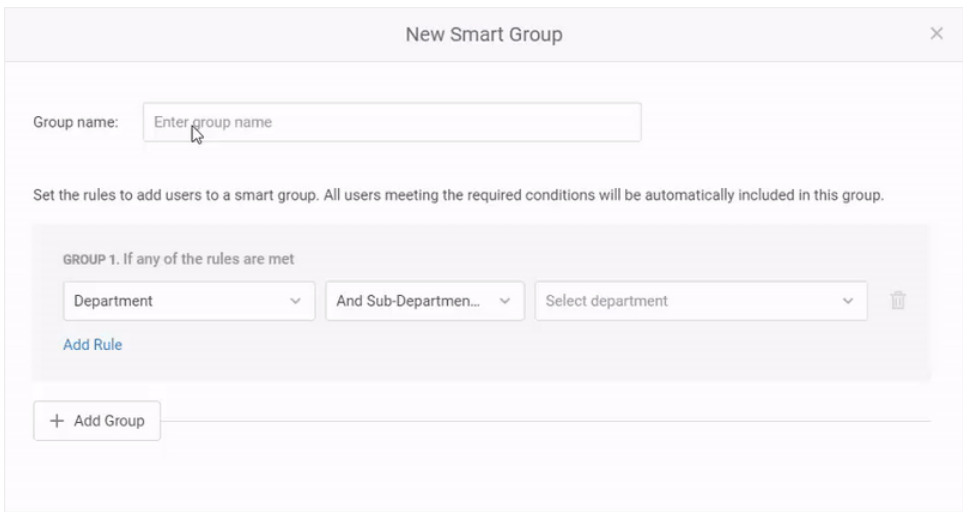 New Smart Group
Group name:
Enter group name
Set the rules to add users to a smart group. All users meeting the required conditions will be automatically included in this group.
GROUP 1. If any of the rules are met
Department
And Sub-Departmen...
Select department
Add Rule
+ Add Group